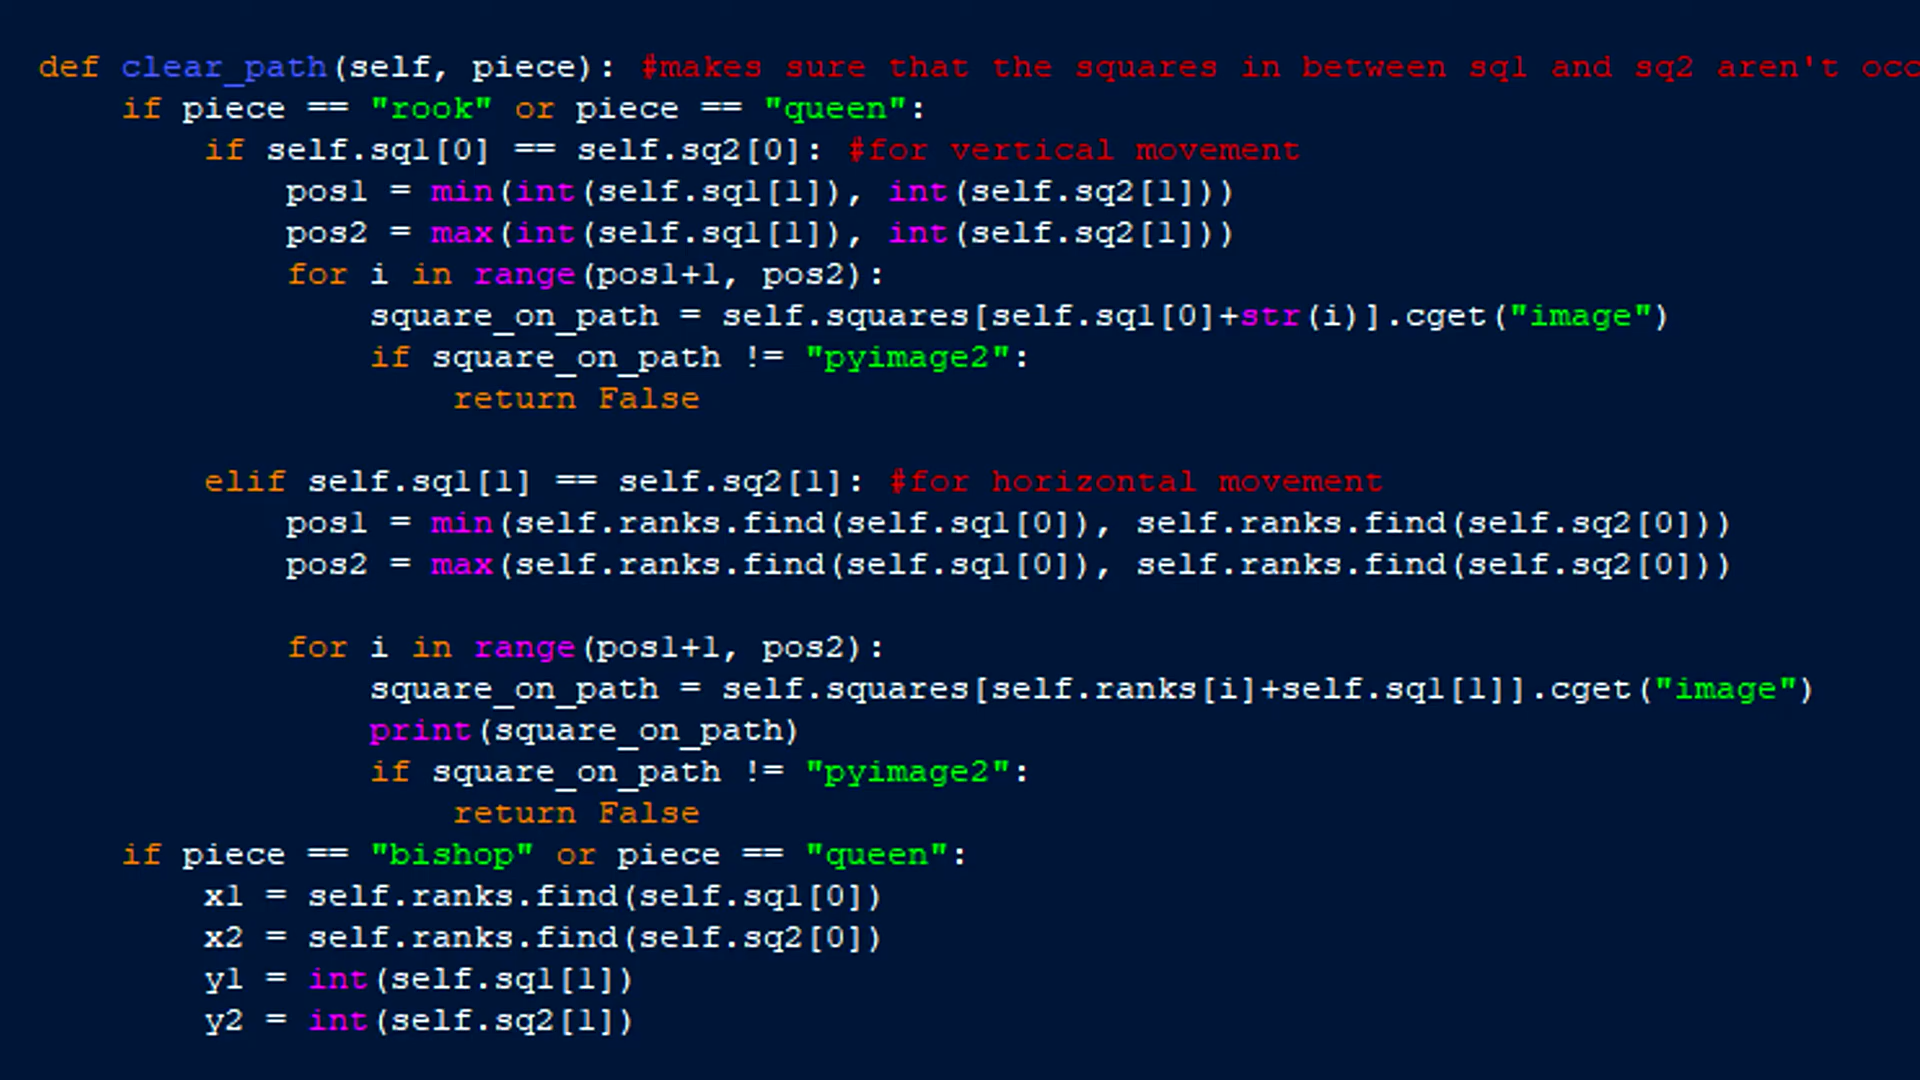 def clear_path(self, piece): #makes sure that the squares in between sq1 and sq2 aren't
if piece == "rook" or piece == "queen":
if self.sq1[0] == self.sq2[0]: #for vertical movement
pos1 = min(int(self.sq1[1]), int(self.sq2[1]))
pos2 = max(int(self.sq1[1]), int(self.sq2[1]))
for i in range(pos1+1, pos2):
square_on_path = self.squares[self.sq1[0]+str(i)].cget("image")
if square_on_path != "pyimage2":
return False
elif self.sq1[1] == self.sq2[1]: #for horizontal movement
pos1 = min(self.ranks.find(self.sq1[0]), self.ranks.find(self.sq2[0]))
pos2 = max(self.ranks.find(self.sq1[0]), self.ranks.find(self.sq2[0]))
for i in range(pos1+1, pos2):
square_on_path = self.squares[self.ranks[i]+self.sq1[1]].cget("image")
print(square_on_path)
if square_on_path != "pyimage2":
return False
if piece == "bishop" or piece == "queen":
x1 = self.ranks.find(self.sq1[0])
x2 = self.ranks.find(self.sq2[0])
y1 = int(self.sq1[1])
y2 = int(self.sq2[1])